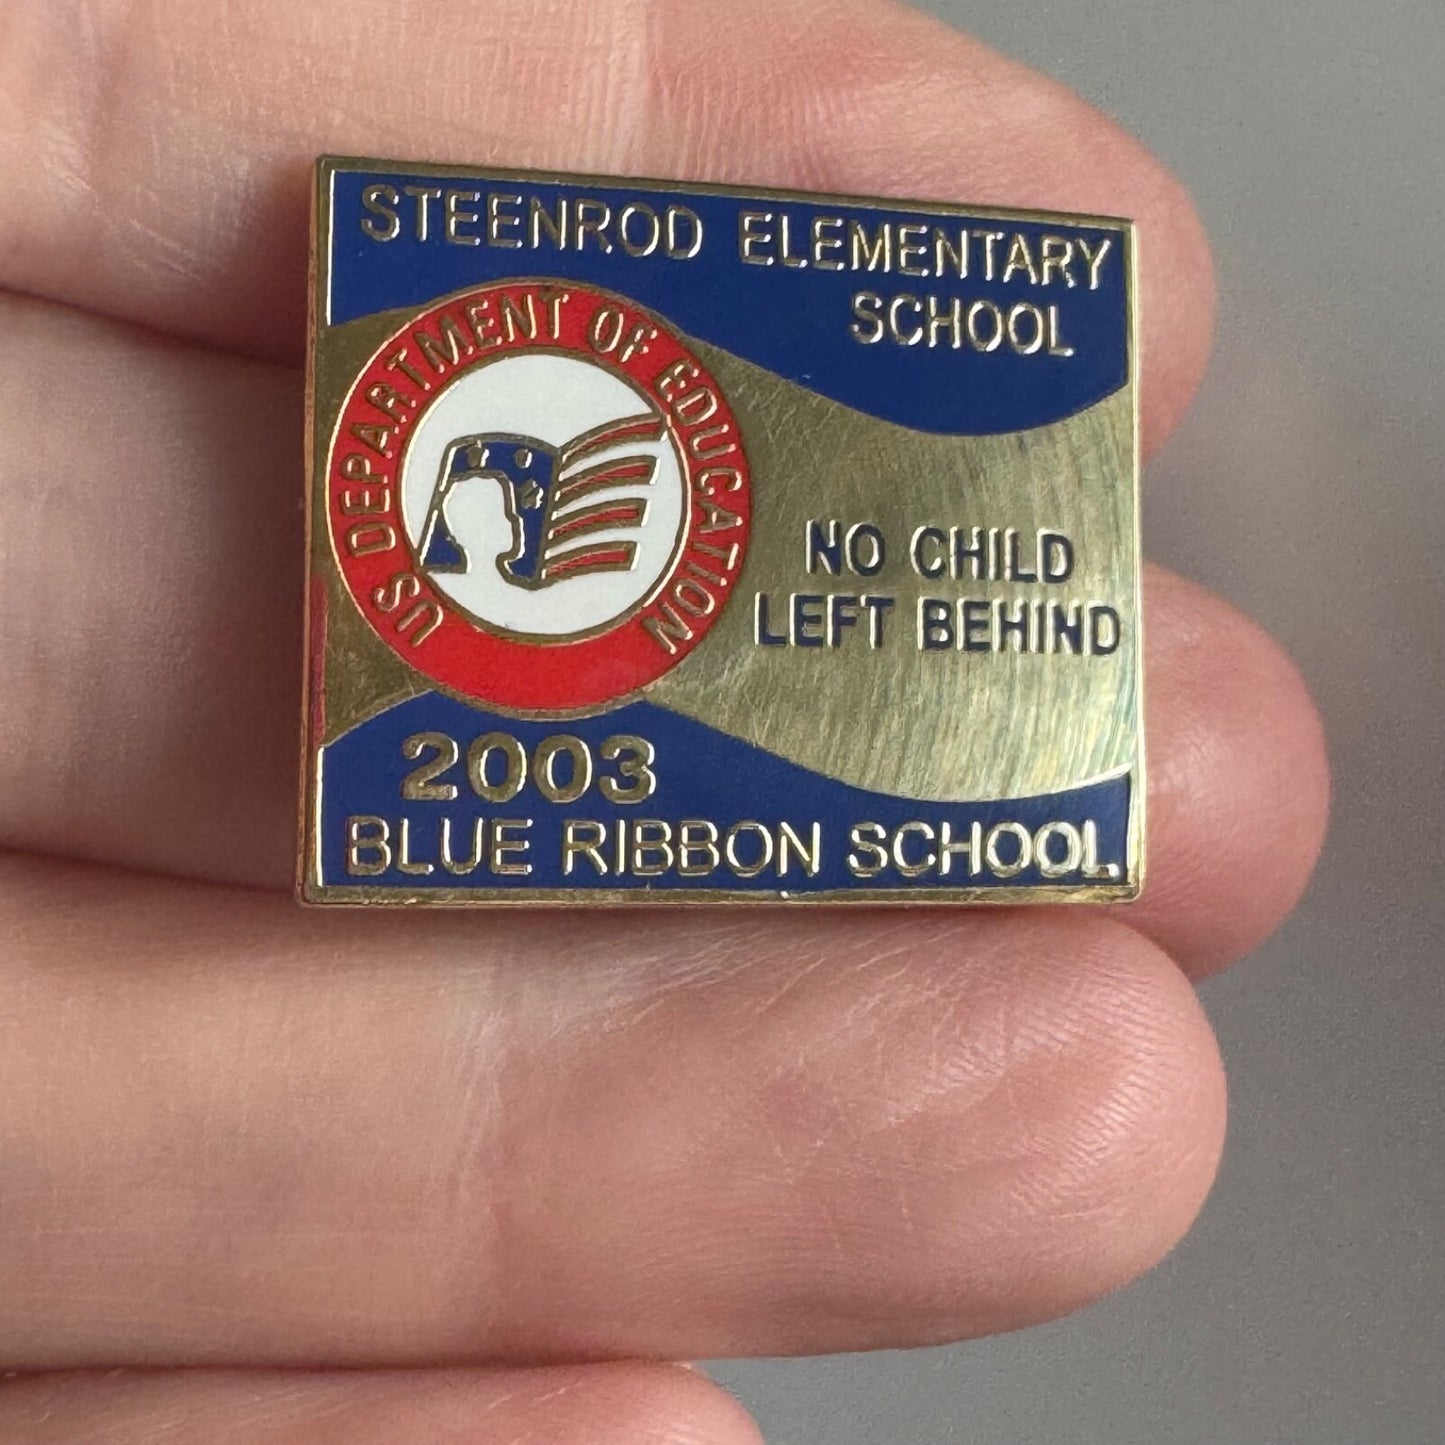 STEENROD ELEMENTARY
SCHOOL
US DEPARTMENT OF EDUCATION
NO CHILD
LEFT BEHIND
2003
BLUE RIBBON SCHOOL